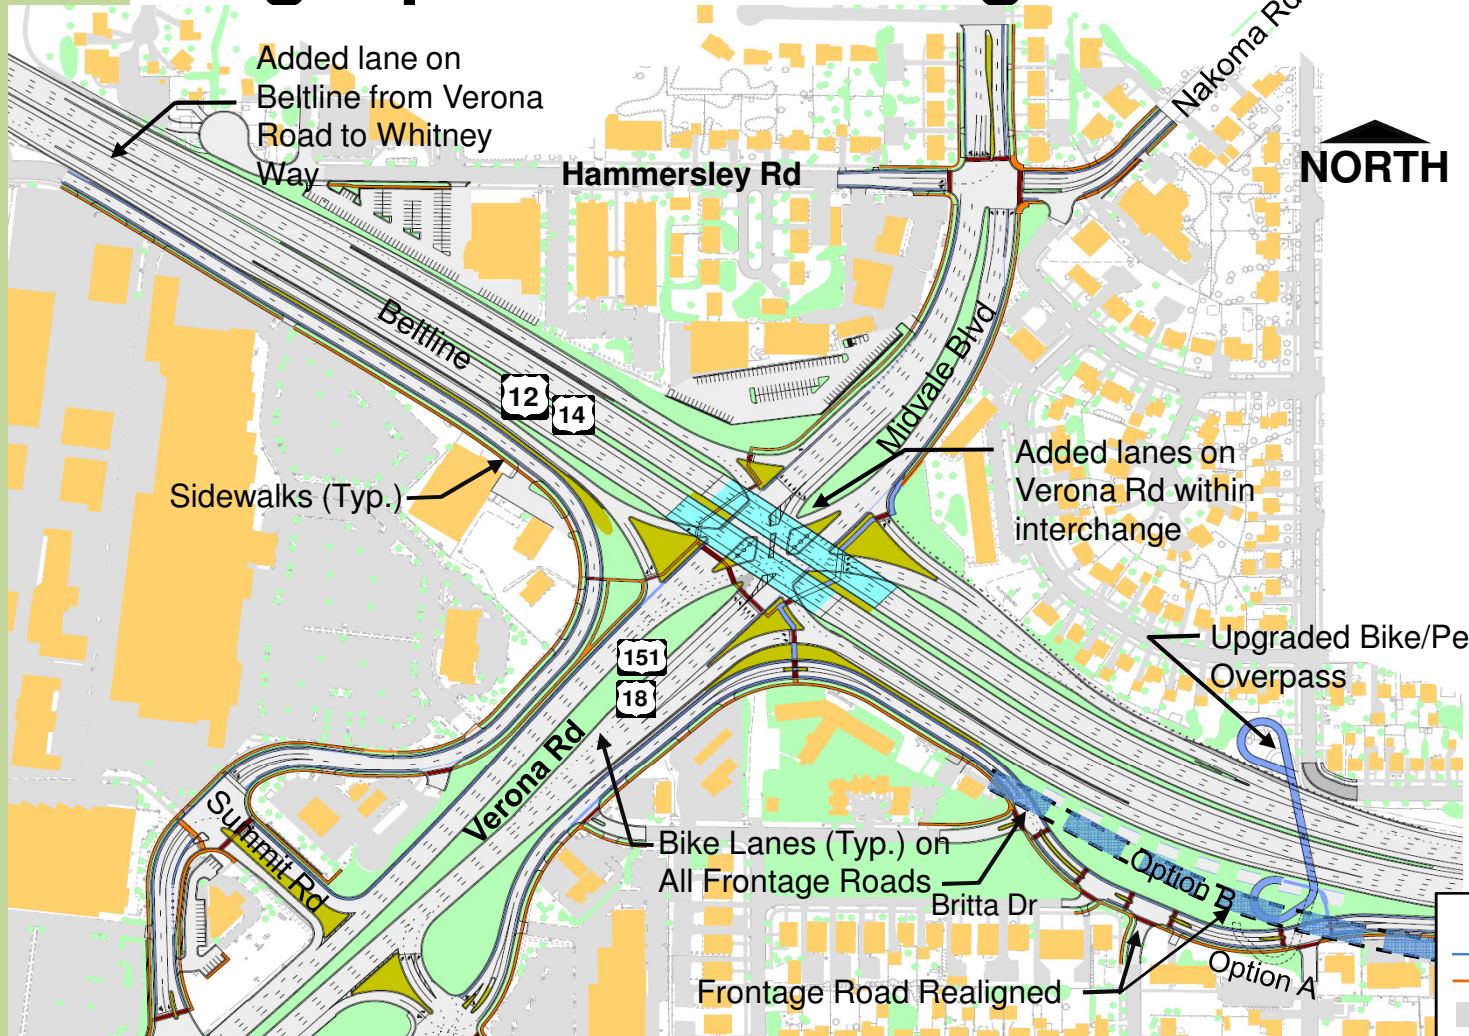 Added lane on
Beltline from Verona
Road to Whitney
Way
Nakoma Rd
NORTH
Hammersley Rd
Beltline
12
14
Midvale Blvd
Sidewalks (Typ.)
Added lanes on
Verona Rd within
interchange
151
18
Upgraded Bike/Pe
Overpass
Verona Rd
Summit Rd
Bike Lanes (Typ.) on
All Frontage Roads
Britta Dr
Option B
Option A
Frontage Road Realigned